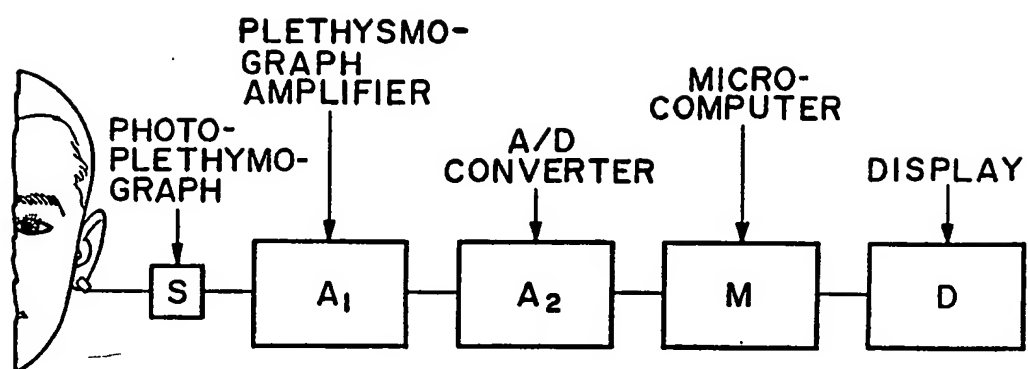 PLETHYSMO-
GRAPH
AMPLIFIER
PHOTO-
PLETHYMO-
GRAPH
A/D
CONVERTER
MICRO-
COMPUTER
DISPLAY
S
A1
A2
M
D